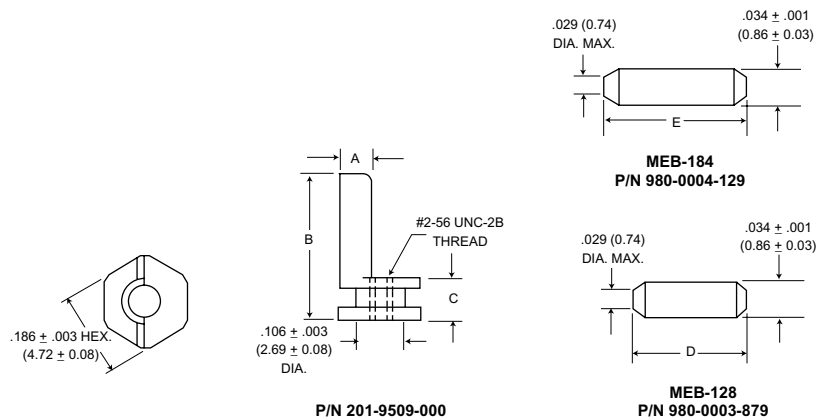 .029 (0.74)
DIA. MAX.
.034 ± .001
(0.86 ± 0.03)
E
MEB-184
P/N 980-0004-129
A
B
#2-56 UNC-2B
THREAD
C
.106 ± .003
(2.69 ± 0.08)
DIA.
P/N 201-9509-000
.186 ± .003 HEX.
(4.72 ± 0.08)
.029 (0.74)
DIA. MAX.
.034 ± .001
(0.86 ± 0.03)
D
MEB-128
P/N 980-0003-879